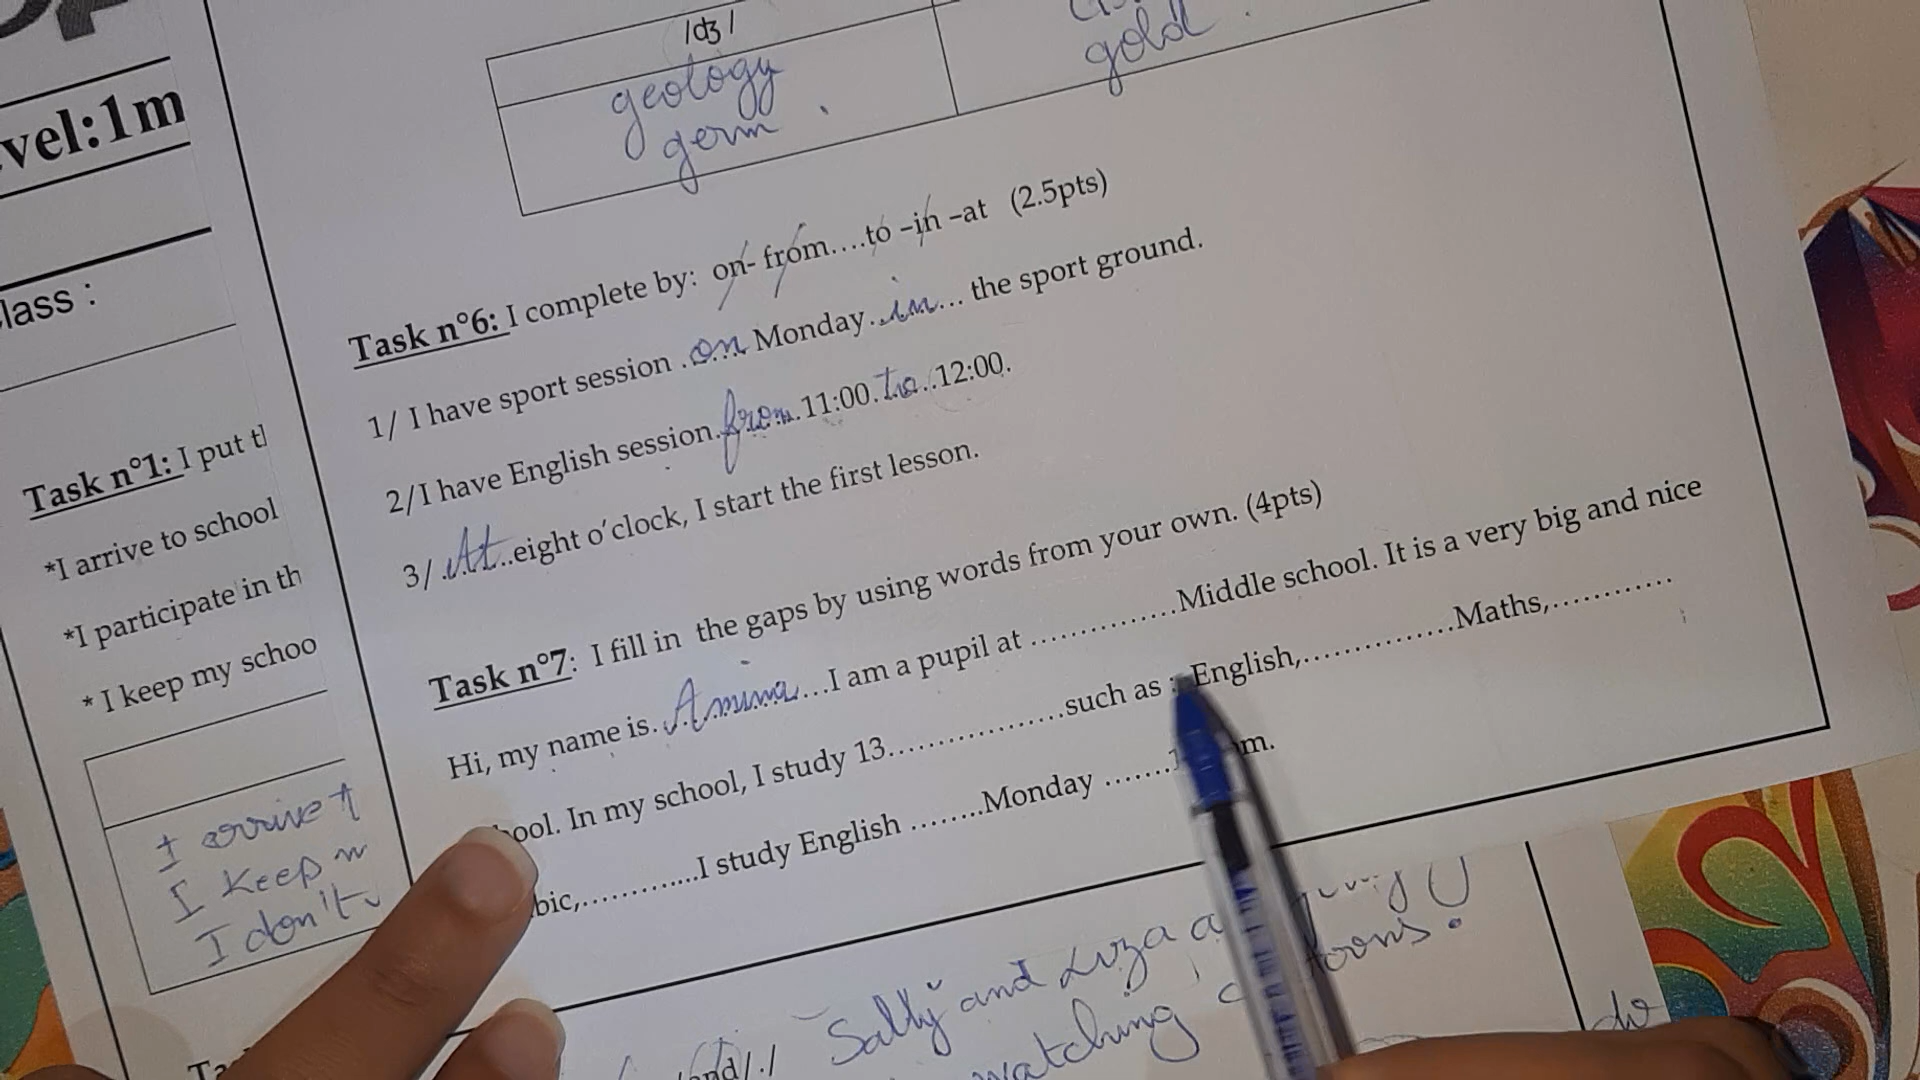 vel:1m
lass :
Task n°1: I put
*I arrive to school
*I participate in th
* I keep my schoo
I arrive t
I keep
I don't
/dʒ/
geology
germ
gold
Task n°6: I complete by: on- from....to –in –at (2.5pts)
1/ I have sport session .on. Monday..in... the sport ground.
2/I have English session.from.11:00.to..12:00.
3/.At..eight o'clock, I start the first lesson.
Task n°7: I fill in the gaps by using words from your own. (4pts)
Hi, my name is.Amina...I am a pupil at ...............Middle school. It is a very big and nice
ool. In my school, I study 13..................such as : English,...............Maths,............
bic,............I study English ........Monday ....... m.
Sally and Liza
watching
oons.
do